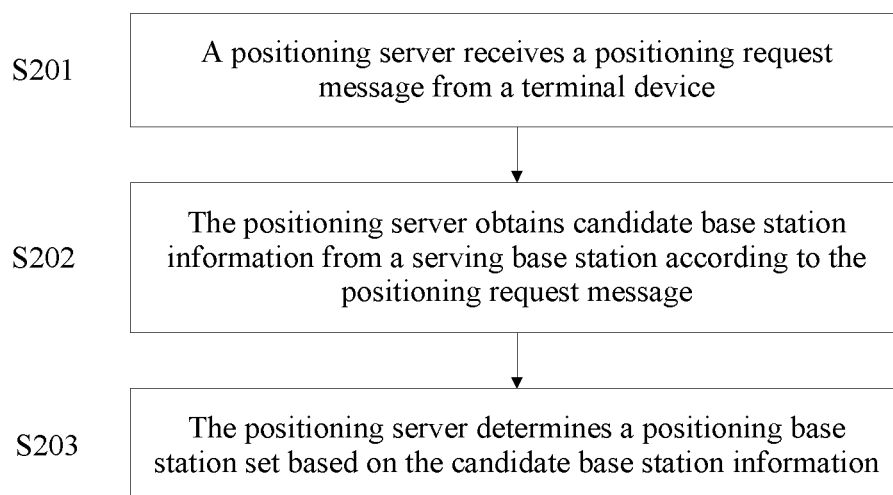 S201
A positioning server receives a positioning request
message from a terminal device
S202
The positioning server obtains candidate base station
information from a serving base station according to the
positioning request message
S203
The positioning server determines a positioning base
station set based on the candidate base station information